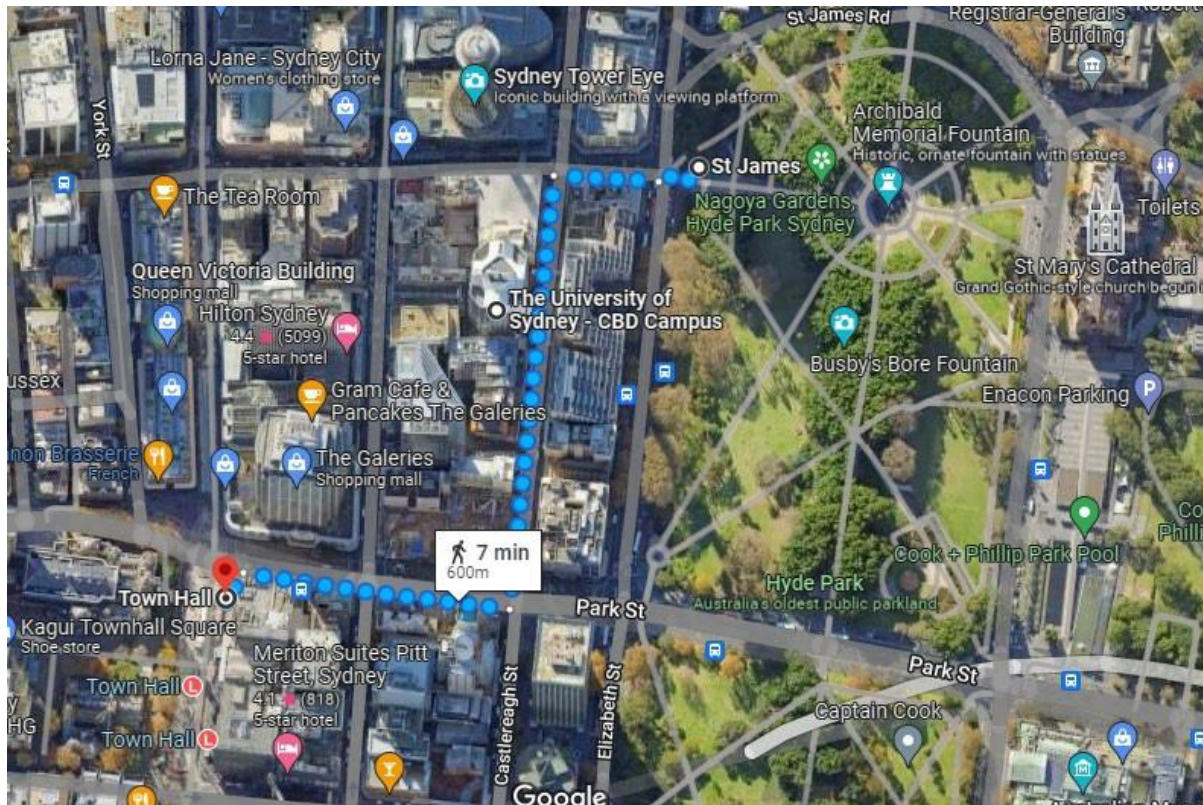 St James Rd
Registrar-General's
Building
Lorna Jane - Sydney City
Women's clothing store
Sydney Tower Eye
Iconic building with a viewing platform
York St
Archibald
Memorial Fountain
Historic, ornate fountain with statues
St James
The Tea Room
Nagoya Gardens,
Hyde Park Sydney
Toilets
Queen Victoria Building
Shopping mall
St Mary's Cathedral
Grand Gothic-style church begun
Hilton Sydney
4.4 ★ (5099)
5-star hotel
The University of
Sydney - CBD Campus
Busby's Bore Fountain
ussex
Gram Cafe &
Pancakes The Galeries
Enacon Parking
P
non Brasserie
French
The Galeries
Shopping mall
7 min
600m
Cook + Phillip Park Pool
Co
Phill
Town Hall
Hyde Park
Australia's oldest public parkland
Park St
Kagui Townhall Square
Shoe store
Meriton Suites Pitt
Street, Sydney
4.1 ★ (818)
5-star hotel
Park St
Town Hall L
Castlereagh St
Elizabeth St
Captain Cook
HG
Town Hall L
Google